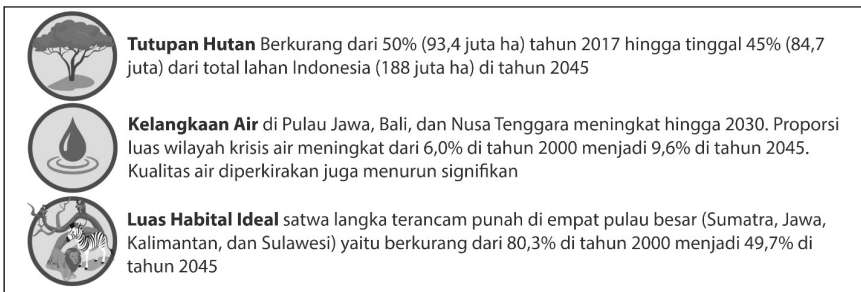 Tutupan Hutan Berkurang dari 50% (93,4 juta ha) tahun 2017 hingga tinggal 45% (84,7
juta) dari total lahan Indonesia (188 juta ha) di tahun 2045
Kelangkaan Air di Pulau Jawa, Bali, dan Nusa Tenggara meningkat hingga 2030. Proporsi
luas wilayah krisis air meningkat dari 6,0% di tahun 2000 menjadi 9,6% di tahun 2045.
Kualitas air diperkirakan juga menurun signifikan
Luas Habital Ideal satwa langka terancam punah di empat pulau besar (Sumatra, Jawa,
Kalimantan, dan Sulawesi) yaitu berkurang dari 80,3% di tahun 2000 menjadi 49,7% di
tahun 2045